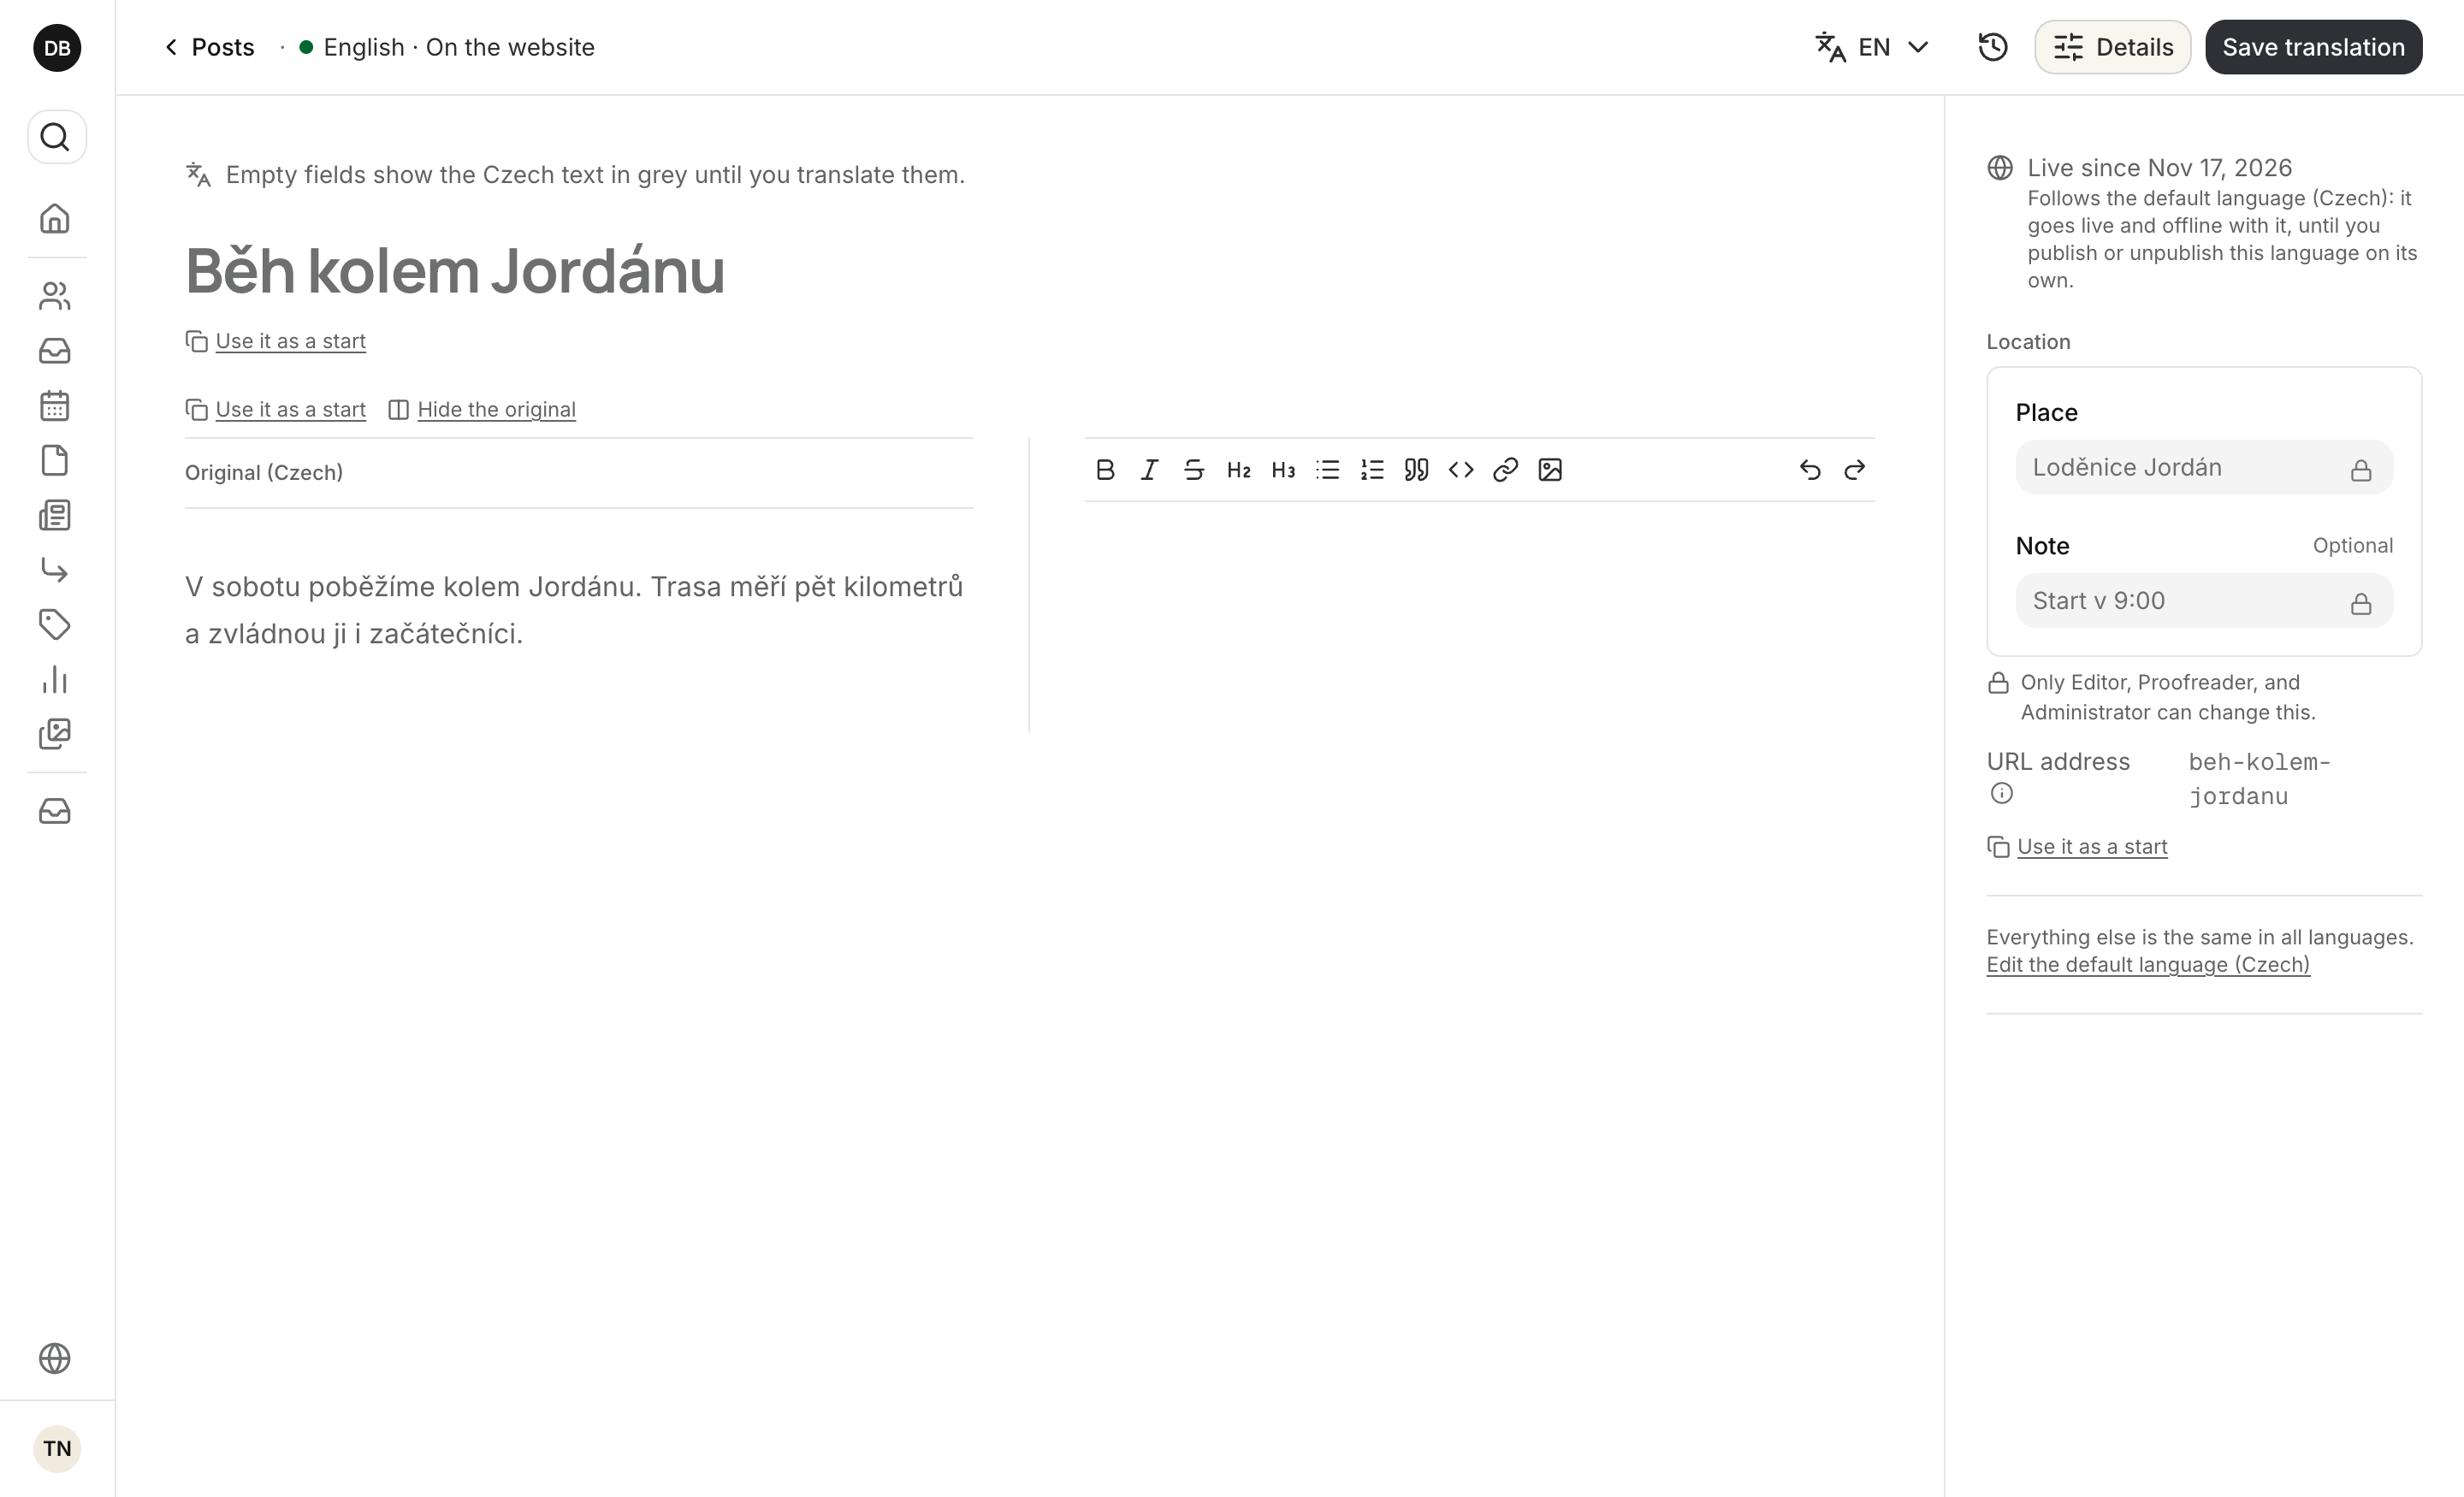 DB
Posts · English · On the website
EN
Details
Save translation
Empty fields show the Czech text in grey until you translate them.
Běh kolem Jordánu
Use it as a start
Use it as a start
Hide the original
Original (Czech)
V sobotu poběžíme kolem Jordánu. Trasa měří pět kilometrů
a zvládnou ji i začátečníci.
H2 H3
Live since Nov 17, 2026
Follows the default language (Czech): it
goes live and offline with it, until you
publish or unpublish this language on its
own.
Location
Place
Loděnice Jordán
Note
Optional
Start v 9:00
Only Editor, Proofreader, and
Administrator can change this.
URL address
beh-kolem-
jordanu
Use it as a start
Everything else is the same in all languages.
Edit the default language (Czech)
TN